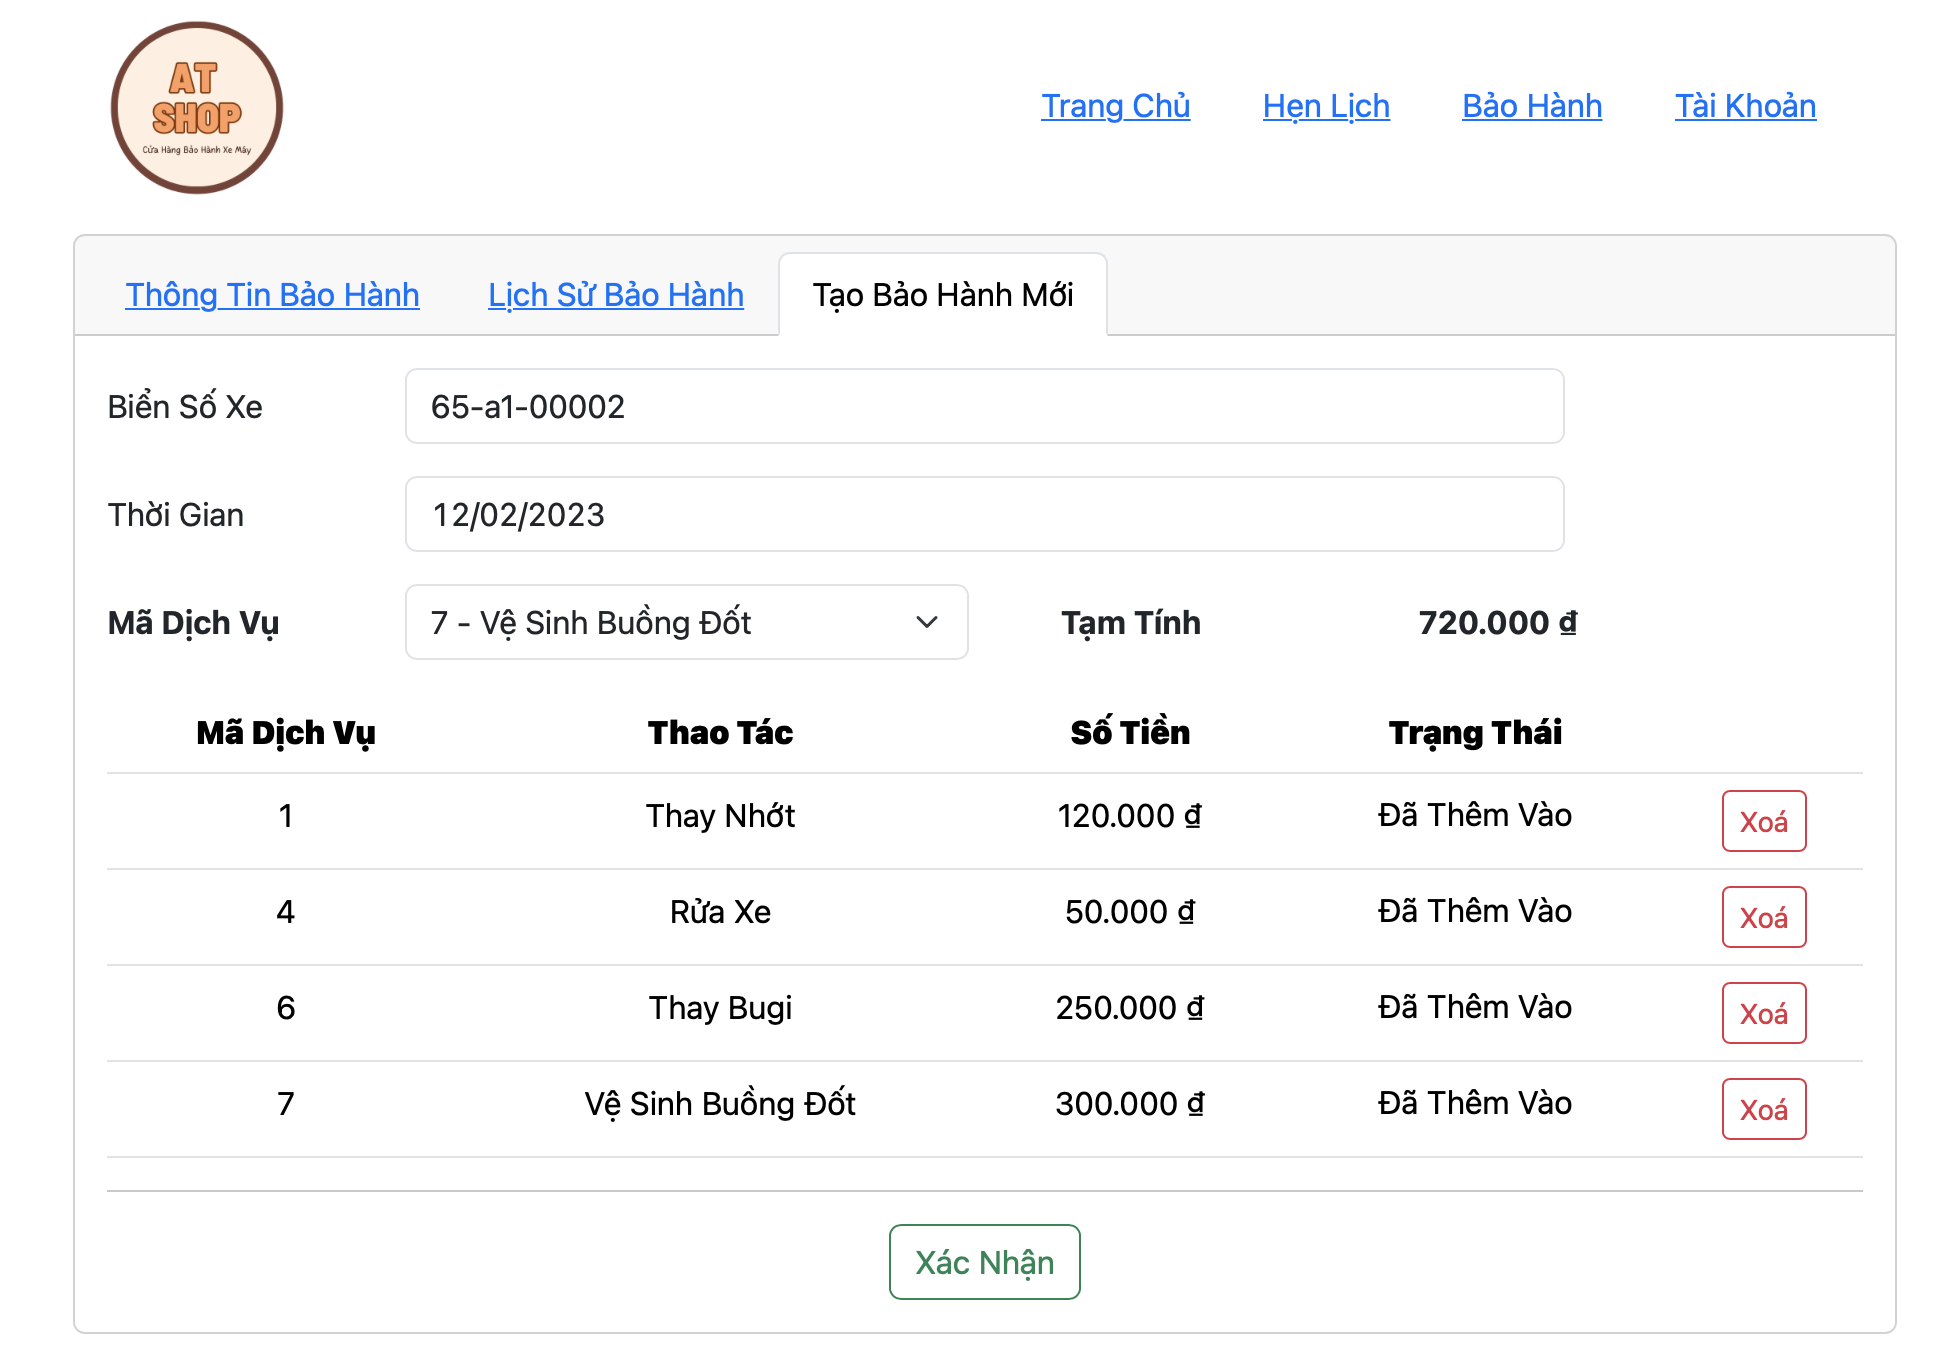 AT
SHOP
Cửa Hàng Bảo Hành Xe Máy
Trang Chủ Hẹn Lịch Bảo Hành Tài Khoản
Thông Tin Bảo Hành Lịch Sử Bảo Hành Tạo Bảo Hành Mới
Biển Số Xe 65-a1-00002
Thời Gian 12/02/2023
Mã Dịch Vụ 7 - Vệ Sinh Buồng Đốt Tạm Tính 720.000 ₫
Mã Dịch Vụ Thao Tác Số Tiền Trạng Thái
1 Thay Nhớt 120.000 ₫ Đã Thêm Vào Xoá
4 Rửa Xe 50.000 ₫ Đã Thêm Vào Xoá
6 Thay Bugi 250.000 ₫ Đã Thêm Vào Xoá
7 Vệ Sinh Buồng Đốt 300.000 ₫ Đã Thêm Vào Xoá
Xác Nhận